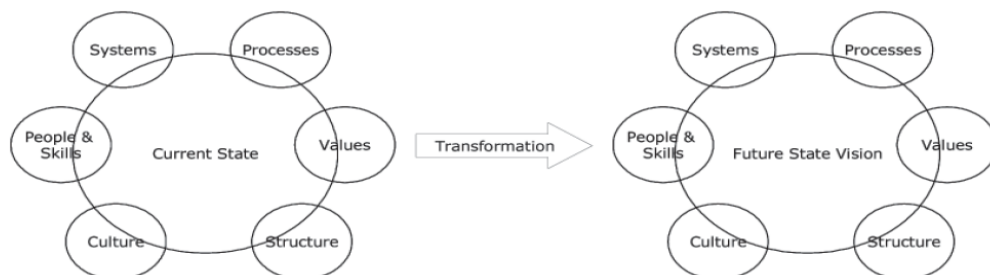 Systems
Processes
People &
Skills
Current State
Values
Culture
Structure
Transformation
Systems
Processes
People &
Skills
Future State Vision
Values
Culture
Structure